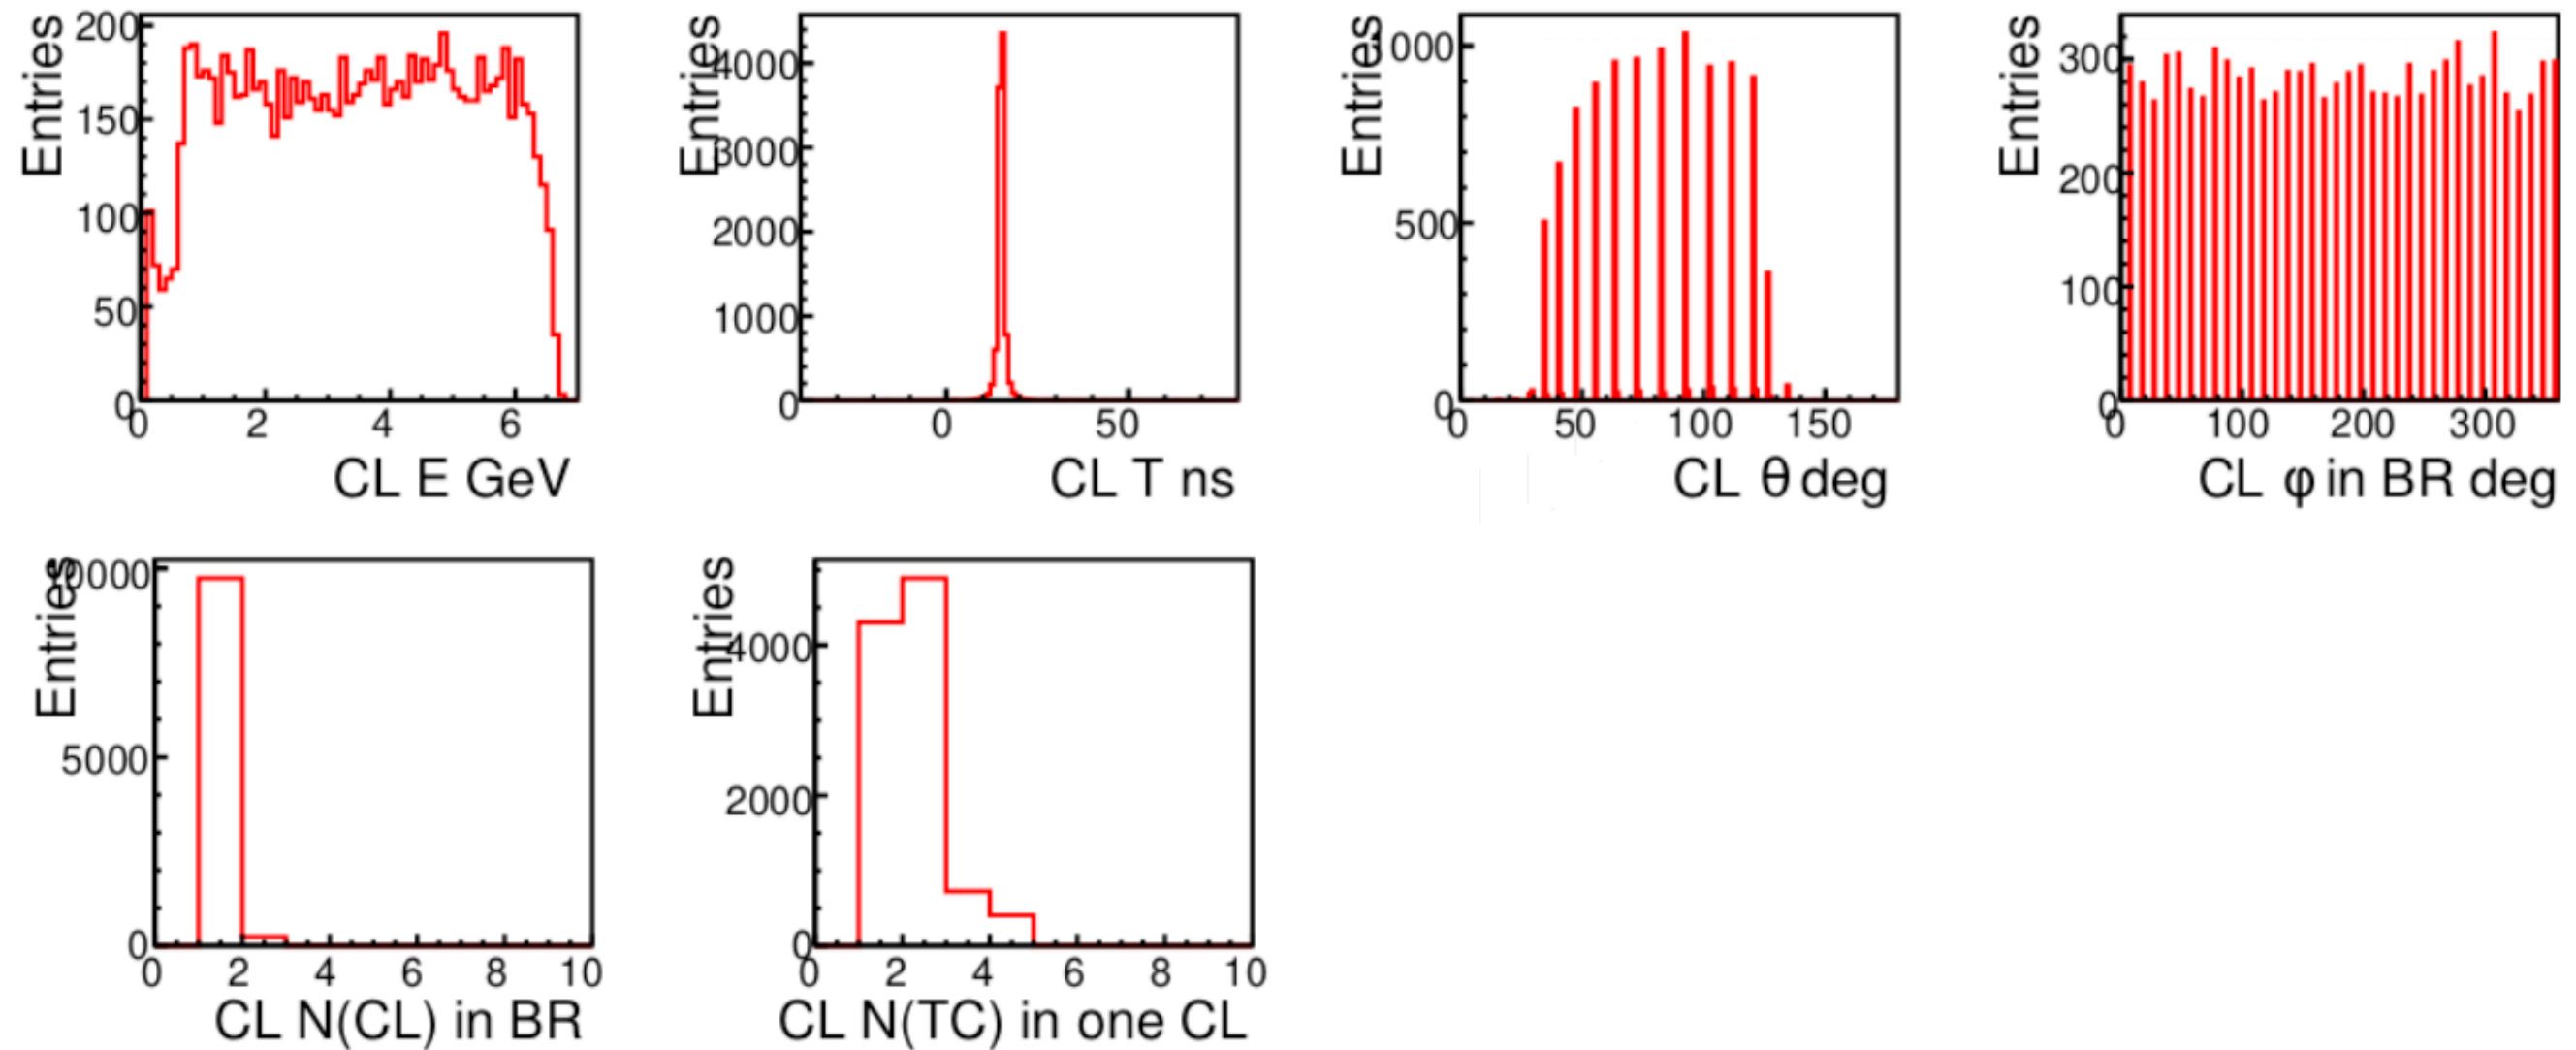 Entries
200
150
100
50
0
0 2 4 6
CL E GeV
Entries
4000
3000
2000
1000
0
0 50
CL T ns
Entries
000
500
0
0 50 100 150
CL θ deg
Entries
300
200
100
0
0 100 200 300
CL φ in BR deg
Entries
0000
5000
0
0 2 4 6 8 10
CL N(CL) in BR
Entries
4000
2000
0
0 2 4 6 8 10
CL N(TC) in one CL